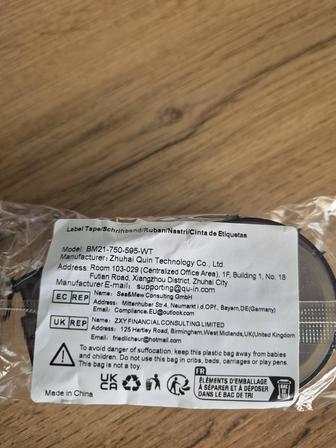 Label Tape/Schriftband/Ruban/Nastri/Cinta de Etiquetas
Model: BM21-750-595-WT
Manufacturer: Zhuhai Quin Technology Co., Ltd.
Address: Room 103-029 (Centralized Office Area), 1F, Building 1, No. 18
Futian Road, Xiangzhou District, Zhuhai City
Email: supporting@qu-in.com
EC REP Name: Sea&Mew Consulting GmbH
Address: Mittenhuber Str.4, Neumarkt i.d.OPf., Bayern,DE(Germany)
Email: Compliance.EU@outlook.com
UK REP Name: ZXY FINANCIAL CONSULTING LIMITED
Address: 125 Hartley Road, Birmingham,West Midlands,UK(United Kingdom)
Email: friedlicheur@hotmail.com
To avoid danger of suffocation, keep this plastic bag away from babies
and children. Do not use this bag in cribs, beds, carriages or playpens.
This bag is not a toy.
Made in China
UK
CA
FR
ÉLÉMENTS D'EMBALLAGE
À SÉPARER ET À DÉPOSER
DANS LE BAC DE TRI